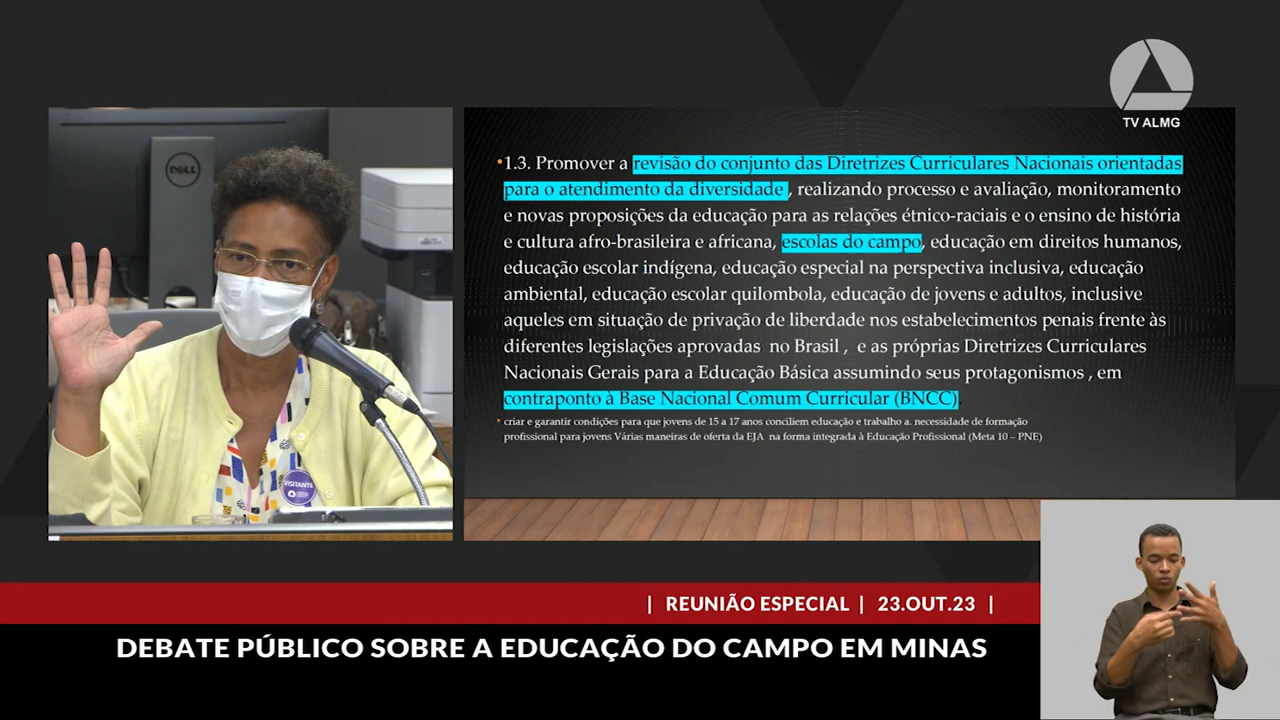 TV ALMG
DELL
•1.3. Promover a revisão do conjunto das Diretrizes Curriculares Nacionais orientadas
para o atendimento da diversidade , realizando processo e avaliação, monitoramento
e novas proposições da educação para as relações étnico-raciais e o ensino de história
e cultura afro-brasileira e africana, escolas do campo, educação em direitos humanos,
educação escolar indígena, educação especial na perspectiva inclusiva, educação
ambiental, educação escolar quilombola, educação de jovens e adultos, inclusive
aqueles em situação de privação de liberdade nos estabelecimentos penais frente às
diferentes legislações aprovadas no Brasil , e as próprias Diretrizes Curriculares
Nacionais Gerais para a Educação Básica assumindo seus protagonismos , em
contraponto à Base Nacional Comum Curricular (BNCC).
• criar e garantir condições para que jovens de 15 a 17 anos conciliem educação e trabalho a. necessidade de formação
profissional para jovens Várias maneiras de oferta da EJA na forma integrada à Educação Profissional (Meta 10 – PNE)
VISITANTE
| REUNIÃO ESPECIAL | 23.OUT.23 |
DEBATE PÚBLICO SOBRE A EDUCAÇÃO DO CAMPO EM MINAS